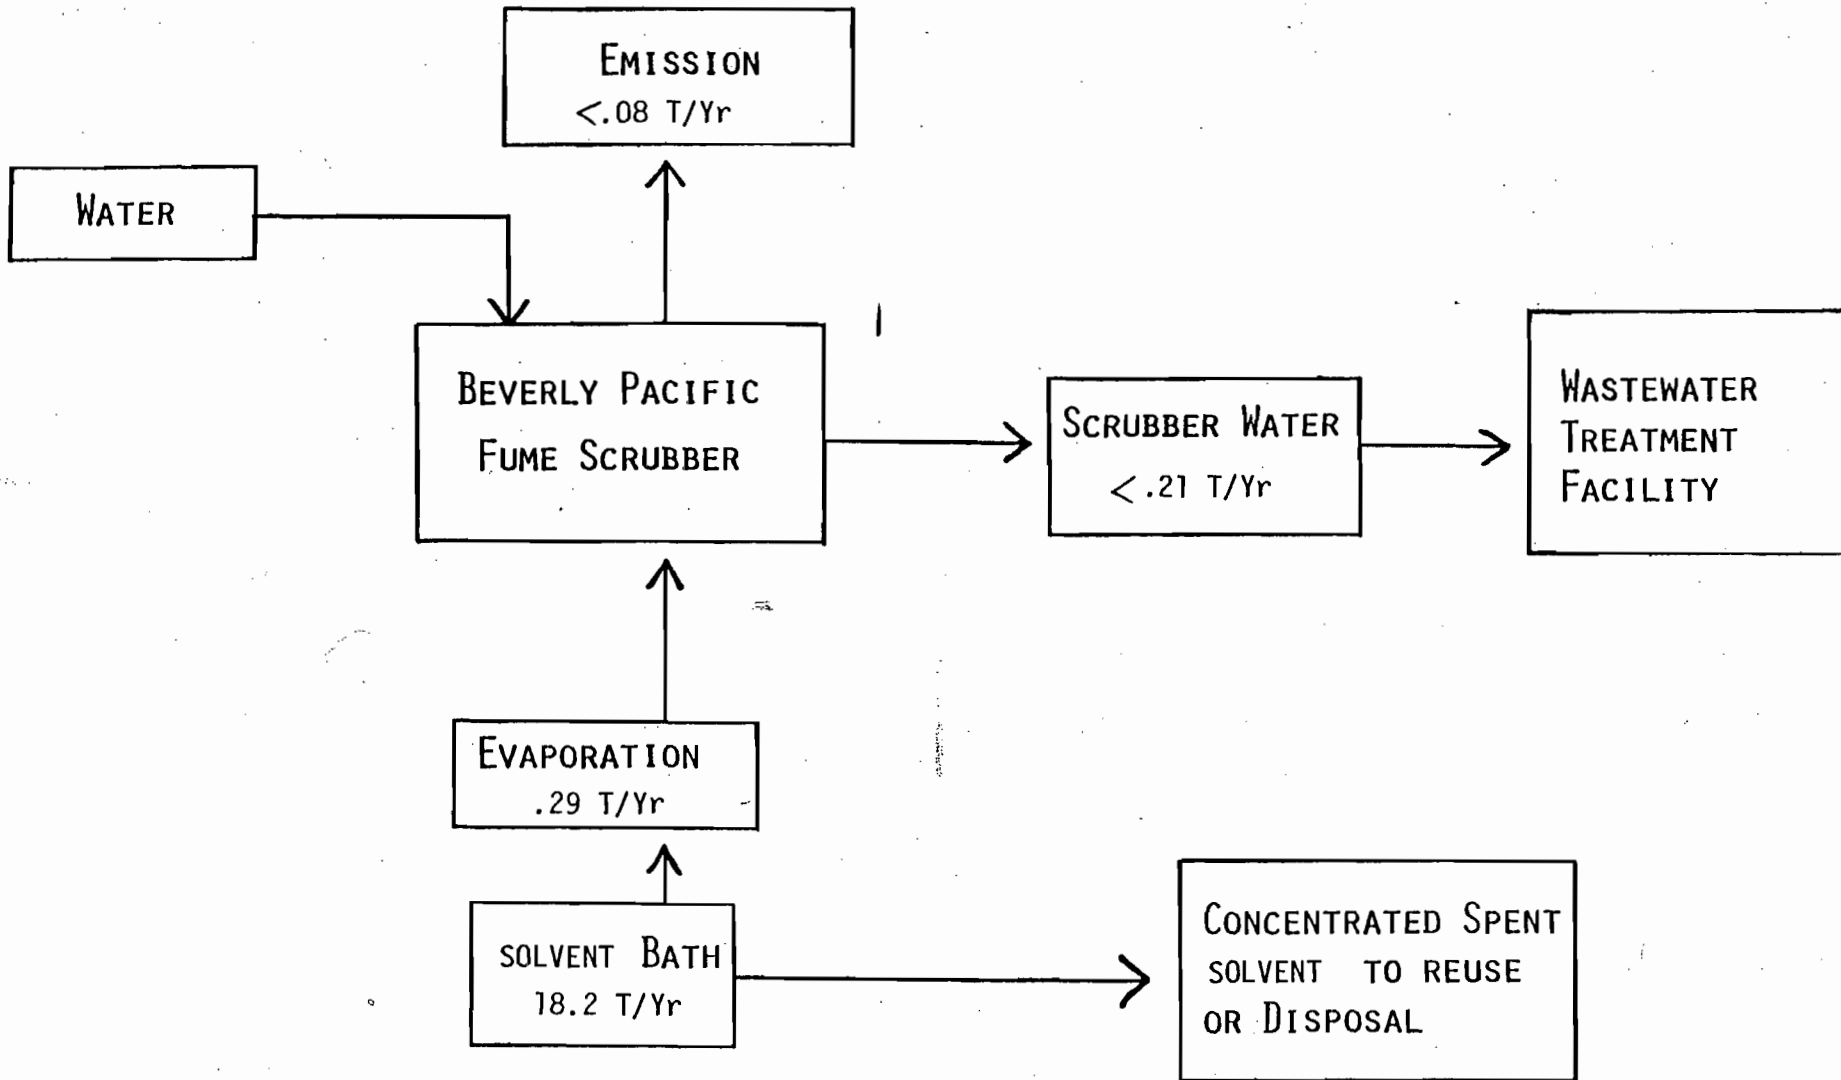 EMISSION
<.08 T/Yr
WATER
BEVERLY PACIFIC
FUME SCRUBBER
SCRUBBER WATER
<.21 T/Yr
WASTEWATER
TREATMENT
FACILITY
EVAPORATION
.29 T/Yr
SOLVENT BATH
18.2 T/Yr
CONCENTRATED SPENT
SOLVENT TO REUSE
OR DISPOSAL